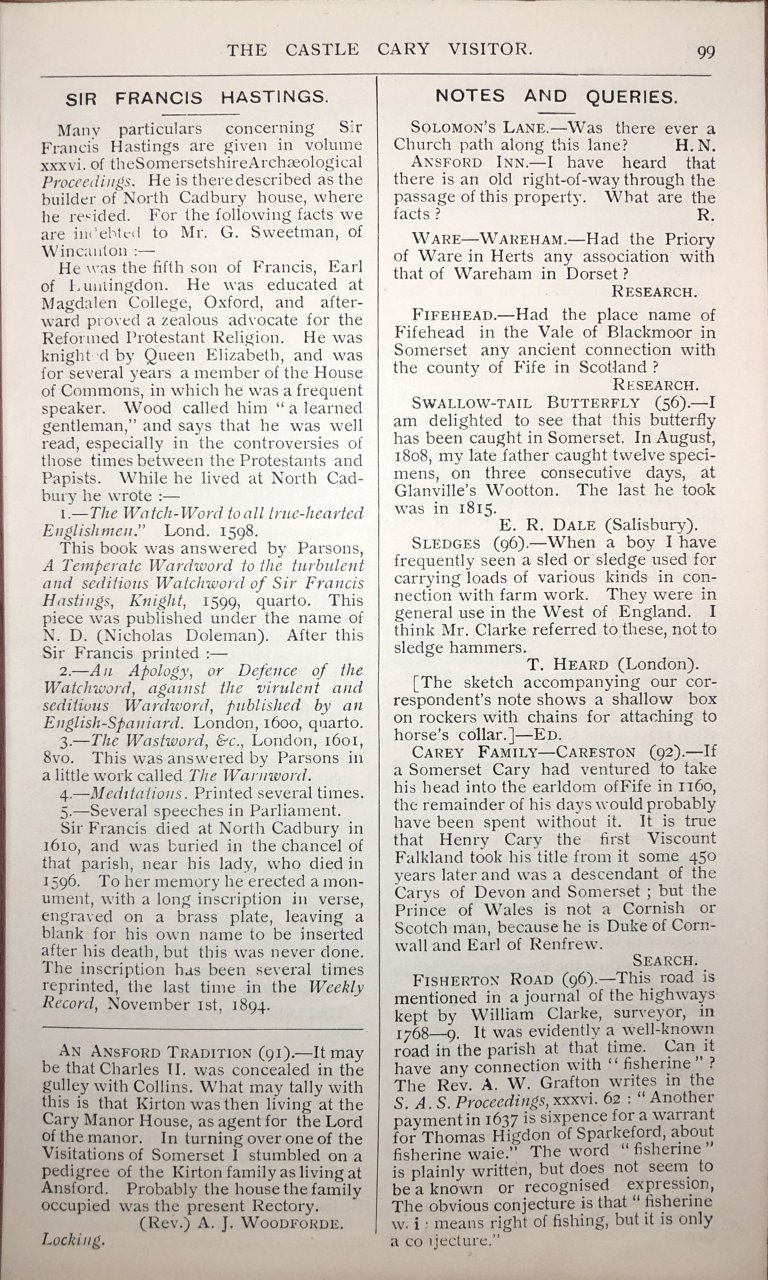 THE CASTLE CARY VISITOR. 99
SIR FRANCIS HASTINGS.
Many particulars concerning Sir
Francis Hastings are given in volume
xxxvi. of theSomersetshireArchæological
Proceedings. He is there described as the
builder of North Cadbury house, where
he resided. For the following facts we
are indebted to Mr. G. Sweetman, of
Wincanton :—
He was the fifth son of Francis, Earl
of Huntingdon. He was educated at
Magdalen College, Oxford, and after-
ward proved a zealous advocate for the
Reformed Protestant Religion. He was
knight d by Queen Elizabeth, and was
for several years a member of the House
of Commons, in which he was a frequent
speaker. Wood called him “ a learned
gentleman,” and says that he was well
read, especially in the controversies of
those times between the Protestants and
Papists. While he lived at North Cad-
bury he wrote :—
1.—The Watch-Word to all true-hearted
Englishmen.” Lond. 1598.
This book was answered by Parsons,
A Temperate Wardword to the turbulent
and seditious Watchword of Sir Francis
Hastings, Knight, 1599, quarto. This
piece was published under the name of
N. D. (Nicholas Doleman). After this
Sir Francis printed :—
2.—An Apology, or Defence of the
Watchword, against the virulent and
seditious Wardword, published by an
English-Spaniard. London, 1600, quarto.
3.—The Wastword, &c., London, 1601,
8vo. This was answered by Parsons in
a little work called The Warnword.
4.—Meditations. Printed several times.
5.—Several speeches in Parliament.
Sir Francis died at North Cadbury in
1610, and was buried in the chancel of
that parish, near his lady, who died in
1596. To her memory he erected a mon-
ument, with a long inscription in verse,
engraved on a brass plate, leaving a
blank for his own name to be inserted
after his death, but this was never done.
The inscription has been several times
reprinted, the last time in the Weekly
Record, November 1st, 1894.
AN ANSFORD TRADITION (91).—It may
be that Charles II. was concealed in the
gulley with Collins. What may tally with
this is that Kirton was then living at the
Cary Manor House, as agent for the Lord
of the manor. In turning over one of the
Visitations of Somerset I stumbled on a
pedigree of the Kirton family as living at
Ansford. Probably the house the family
occupied was the present Rectory.
(Rev.) A. J. WOODFORDE.
Locking.
NOTES AND QUERIES.
SOLOMON'S LANE.—Was there ever a
Church path along this lane? H. N.
ANSFORD INN.—I have heard that
there is an old right-of-way through the
passage of this property. What are the
facts ? R.
WARE—WAREHAM.—Had the Priory
of Ware in Herts any association with
that of Wareham in Dorset ?
RESEARCH.
FIFEHEAD.—Had the place name of
Fifehead in the Vale of Blackmoor in
Somerset any ancient connection with
the county of Fife in Scotland ?
RESEARCH.
SWALLOW-TAIL BUTTERFLY (56).—I
am delighted to see that this butterfly
has been caught in Somerset. In August,
1808, my late father caught twelve speci-
mens, on three consecutive days, at
Glanville's Wootton. The last he took
was in 1815.
E. R. DALE (Salisbury).
SLEDGES (96).—When a boy I have
frequently seen a sled or sledge used for
carrying loads of various kinds in con-
nection with farm work. They were in
general use in the West of England. I
think Mr. Clarke referred to these, not to
sledge hammers.
T. HEARD (London).
[The sketch accompanying our cor-
respondent's note shows a shallow box
on rockers with chains for attaching to
horse's collar.]—ED.
CAREY FAMILY—CARESTON (92).—If
a Somerset Cary had ventured to take
his head into the earldom ofFife in 1160,
the remainder of his days would probably
have been spent without it. It is true
that Henry Cary the first Viscount
Falkland took his title from it some 450
years later and was a descendant of the
Carys of Devon and Somerset ; but the
Prince of Wales is not a Cornish or
Scotch man, because he is Duke of Corn-
wall and Earl of Renfrew.
SEARCH.
FISHERTON ROAD (96).—This road is
mentioned in a journal of the highways
kept by William Clarke, surveyor, in
1768—9. It was evidently a well-known
road in the parish at that time. Can it
have any connection with “ fisherine ” ?
The Rev. A. W. Grafton writes in the
S. A. S. Proceedings, xxxvi. 62 : “ Another
payment in 1637 is sixpence for a warrant
for Thomas Higdon of Sparkeford, about
fisherine waie.” The word “ fisherine ”
is plainly written, but does not seem to
be a known or recognised expression,
The obvious conjecture is that “ fisherine
w. i : means right of fishing, but it is only
a co jecture.”